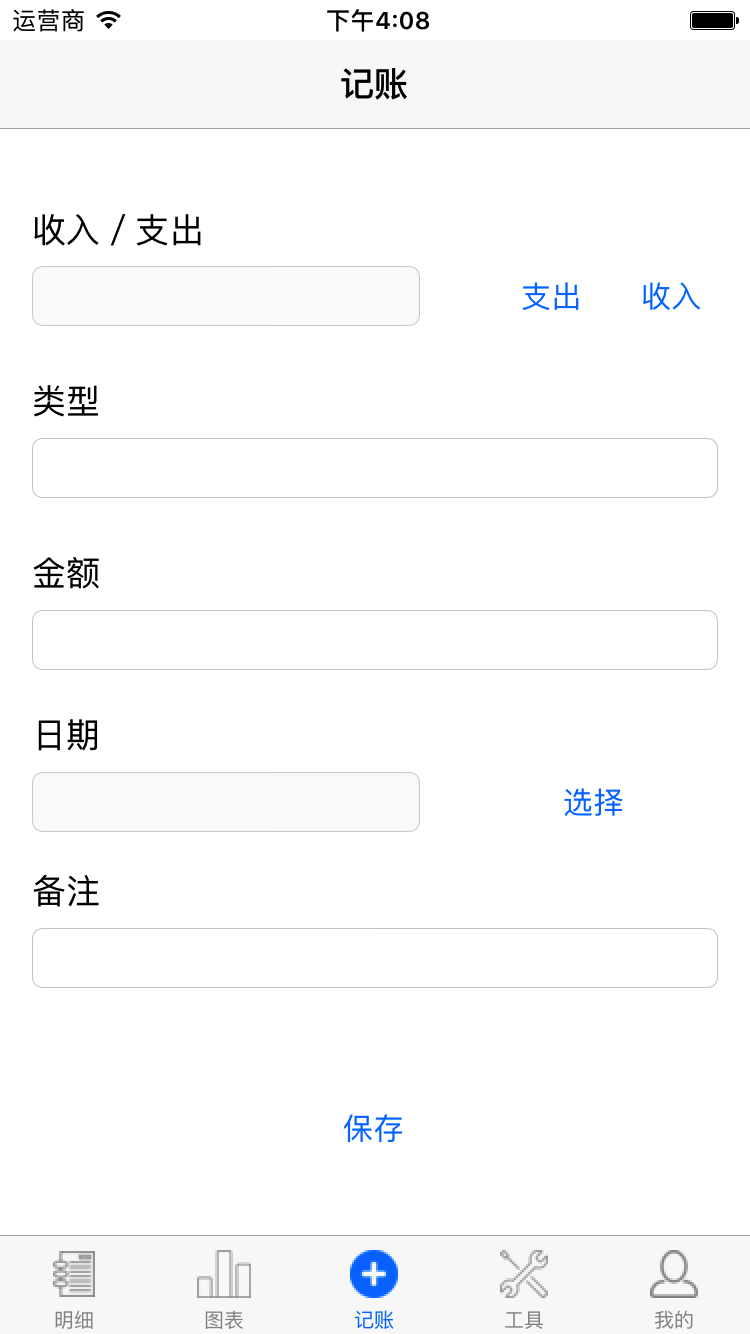 运营商 下午4:08
记账
收入 / 支出
支出 收入
类型
金额
日期
选择
备注
保存
明细 图表 记账 工具 我的